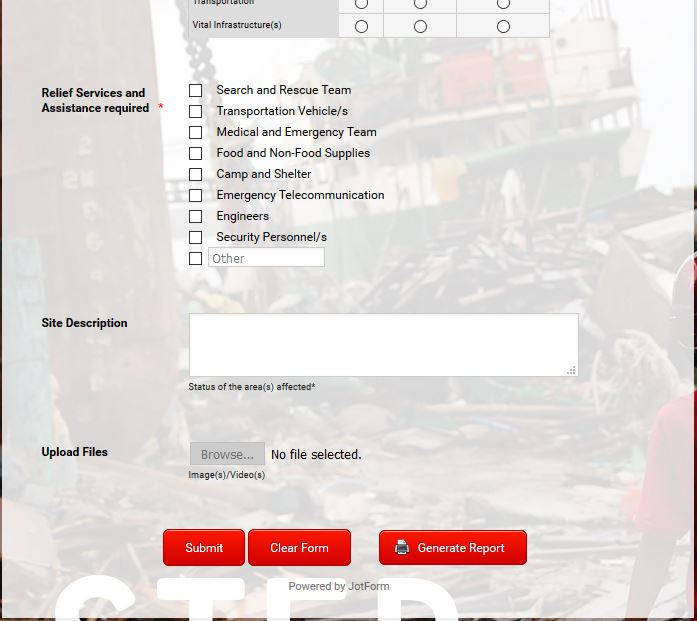 Transportation
Vital Infrastructure(s)
Relief Services and
Assistance required *
Search and Rescue Team
Transportation Vehicle/s
Medical and Emergency Team
Food and Non-Food Supplies
Camp and Shelter
Emergency Telecommunication
Engineers
Security Personnel/s
Other
Site Description
Status of the area(s) affected*
Upload Files
Browse... No file selected.
Image(s)/Video(s)
Submit Clear Form Generate Report
Powered by JotForm